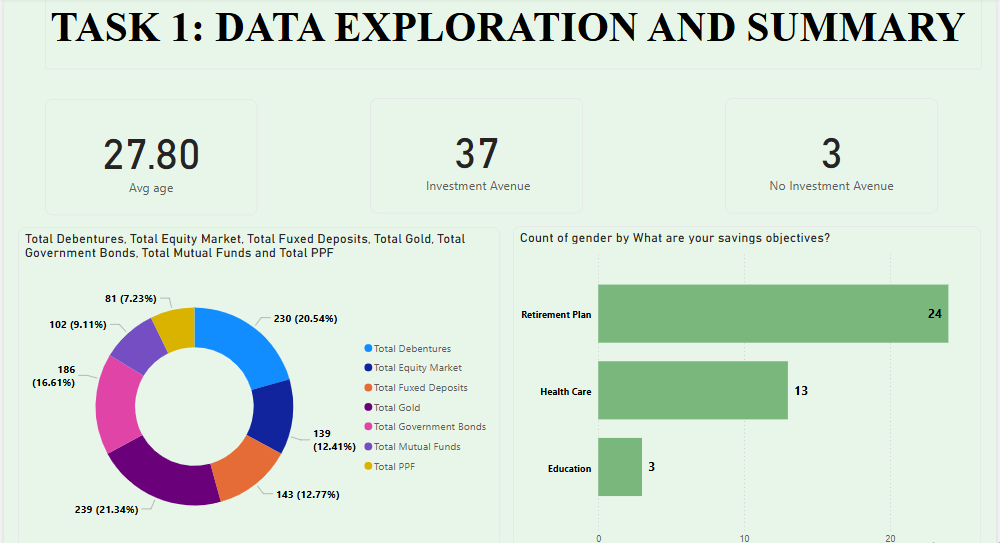 TASK 1: DATA EXPLORATION AND SUMMARY
27.80
Avg age
37
Investment Avenue
3
No Investment Avenue
Total Debentures, Total Equity Market, Total Fuxed Deposits, Total Gold, Total
Government Bonds, Total Mutual Funds and Total PPF
81 (7.23%)
230 (20.54%)
102 (9.11%)
186
(16.61%)
139
(12.41%)
143 (12.77%)
239 (21.34%)
Total Debentures
Total Equity Market
Total Fuxed Deposits
Total Gold
Total Government Bonds
Total Mutual Funds
Total PPF
Count of gender by What are your savings objectives?
Retirement Plan
24
Health Care
13
Education
3
0
10
20